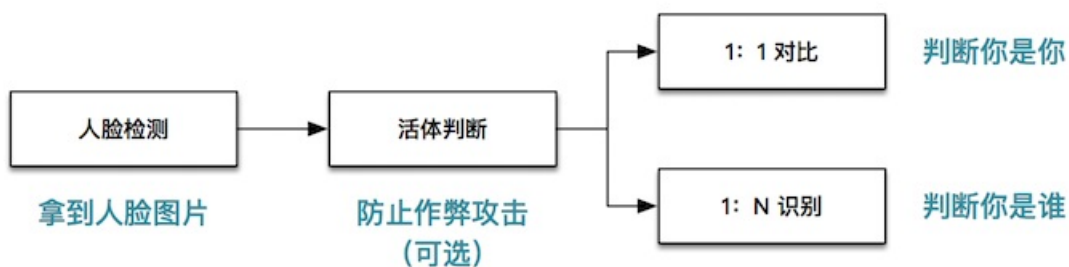 1: 1 对比
判断你是你
人脸检测
活体判断
拿到人脸图片
防止作弊攻击
(可选)
1: N 识别
判断你是谁